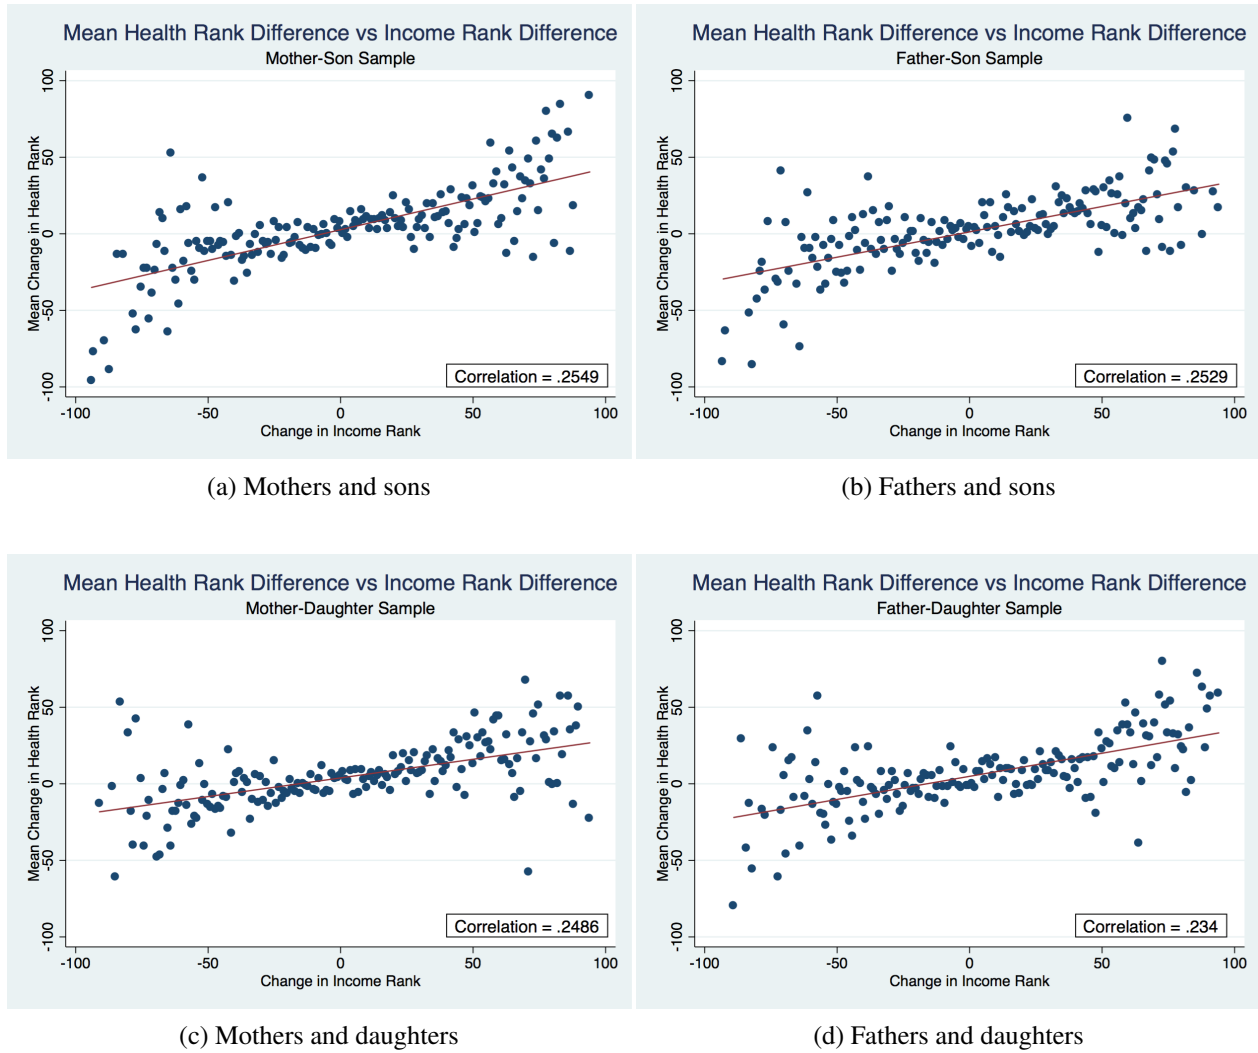 Mean Health Rank Difference vs Income Rank Difference
Mother-Son Sample
Mean Change in Health Rank
100
50
0
-50
-100
Correlation = .2549
-100 -50 0 50 100
Change in Income Rank
(a) Mothers and sons
Mean Health Rank Difference vs Income Rank Difference
Father-Son Sample
Mean Change in Health Rank
100
50
0
-50
-100
Correlation = .2529
-100 -50 0 50 100
Change in Income Rank
(b) Fathers and sons
Mean Health Rank Difference vs Income Rank Difference
Mother-Daughter Sample
Mean Change in Health Rank
100
50
0
-50
-100
Correlation = .2486
-100 -50 0 50 100
Change in Income Rank
(c) Mothers and daughters
Mean Health Rank Difference vs Income Rank Difference
Father-Daughter Sample
Mean Change in Health Rank
100
50
0
-50
-100
Correlation = .234
-100 -50 0 50 100
Change in Income Rank
(d) Fathers and daughters